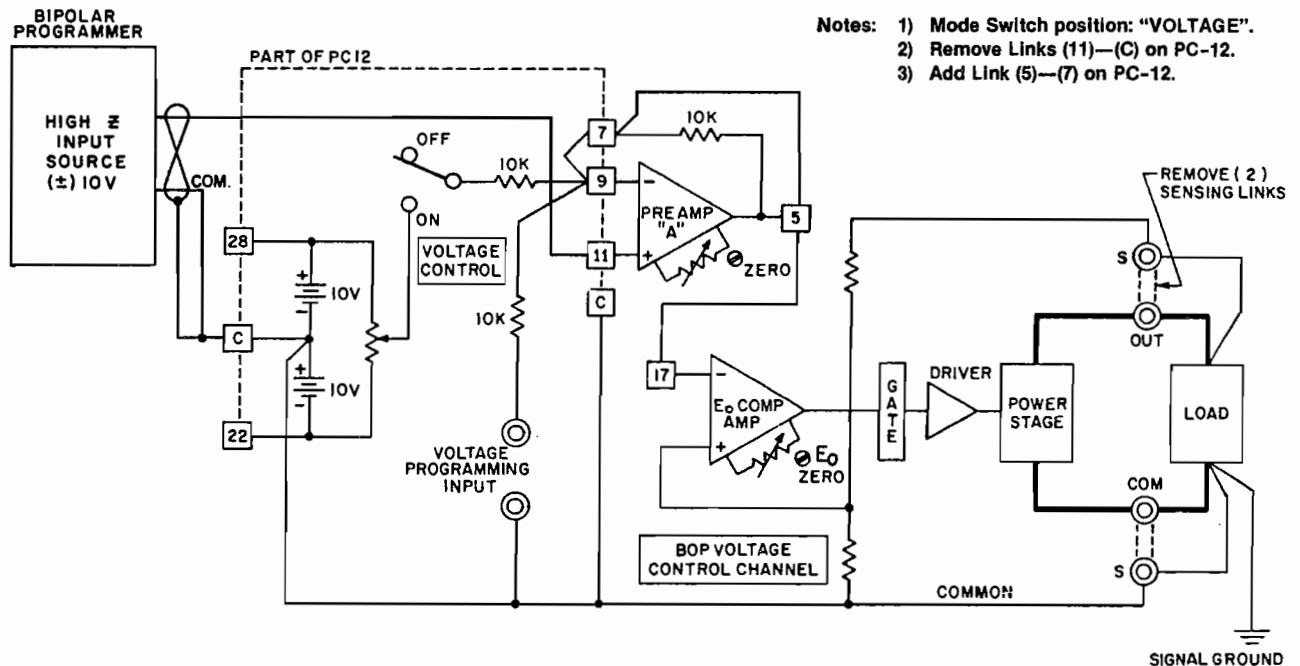 BIPOLAR
PROGRAMMER
HIGH Z
INPUT
SOURCE
(±) 10V
COM.
PART OF PC12
OFF
ON
10K
VOLTAGE
CONTROL
28
C
22
+
-
10V
+
-
10V
10K
VOLTAGE
PROGRAMMING
INPUT
7
9
11
C
10K
-
PREAMP
"A"
+
ZERO
5
17
-
E₀ COMP
AMP
+
E₀
ZERO
BOP VOLTAGE
CONTROL CHANNEL
GATE
DRIVER
POWER
STAGE
LOAD
S
OUT
COM
S
COMMON
REMOVE (2)
SENSING LINKS
SIGNAL GROUND
Notes: 1) Mode Switch position: "VOLTAGE".
2) Remove Links (11)—(C) on PC-12.
3) Add Link (5)—(7) on PC-12.